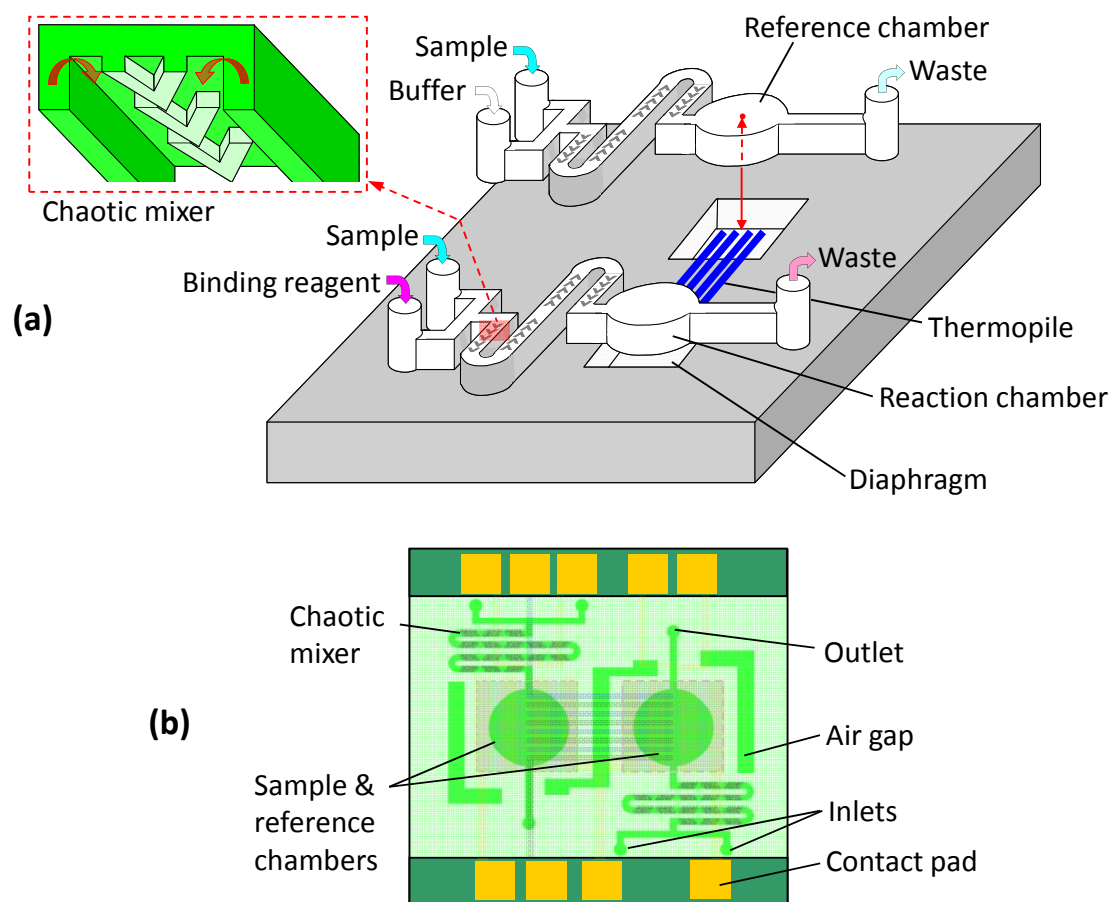 Reference chamber
Sample
Waste
Buffer
Chaotic mixer
Sample
Waste
Binding reagent
(a)
Thermopile
Reaction chamber
Diaphragm
Chaotic
mixer
Outlet
(b)
Air gap
Sample &
reference
chambers
Inlets
Contact pad